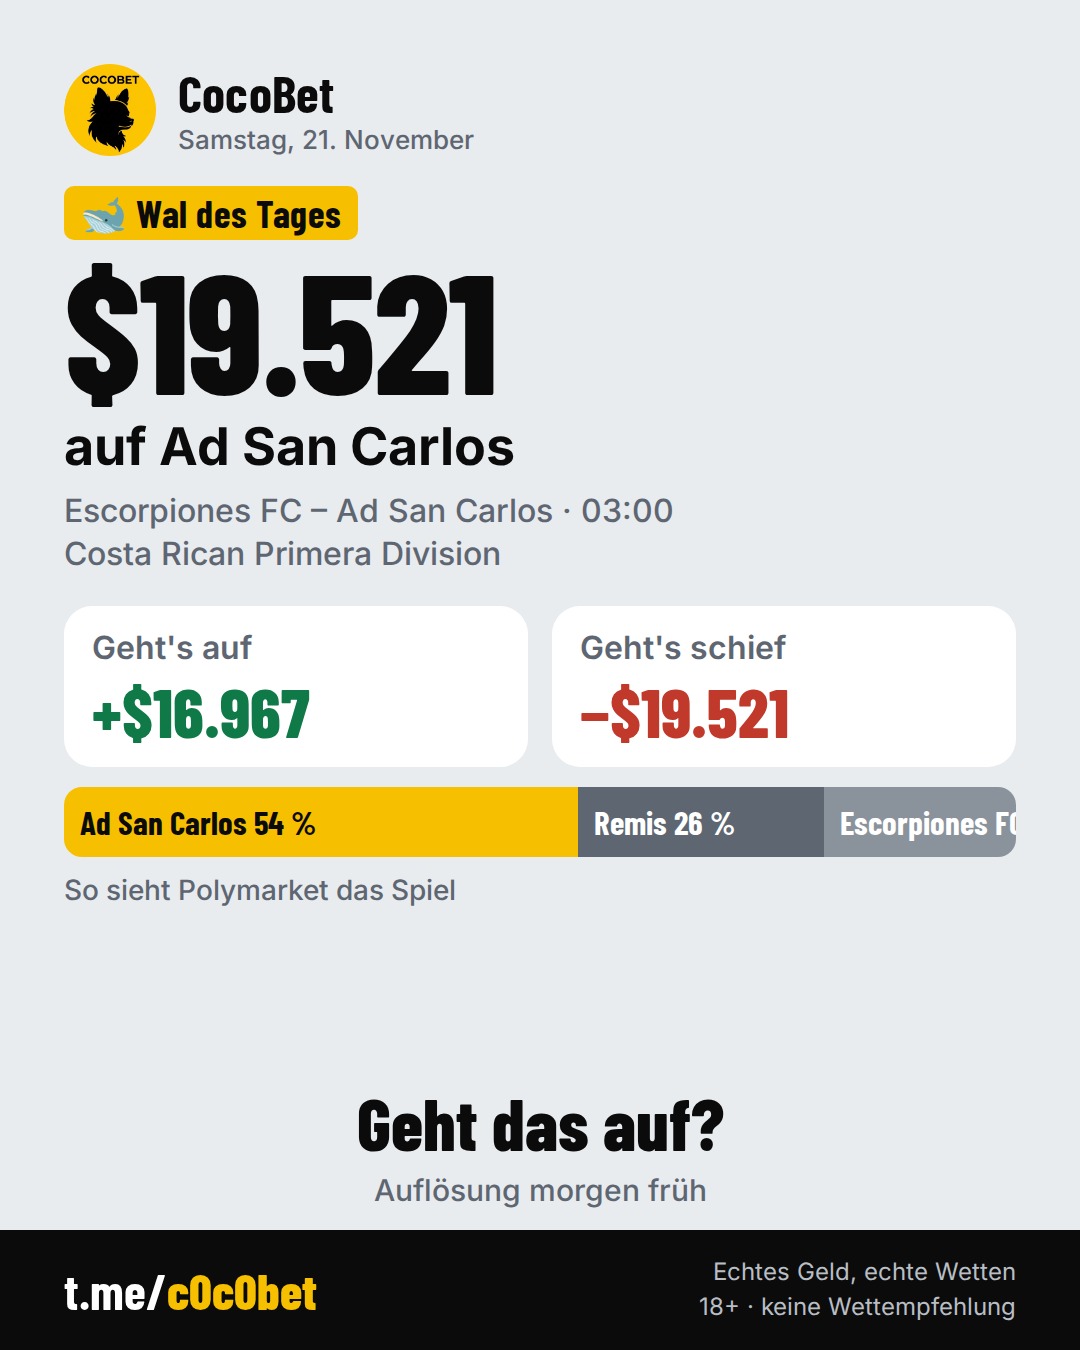 COCOBET
CocoBet
Samstag, 21. November
🐳 Wal des Tages
$19.521
auf Ad San Carlos
Escorpiones FC – Ad San Carlos · 03:00
Costa Rican Primera Division
Geht's auf
+$16.967
Geht's schief
–$19.521
Ad San Carlos 54 %
Remis 26 %
Escorpiones FC
So sieht Polymarket das Spiel
Geht das auf?
Auflösung morgen früh
t.me/c0c0bet
Echtes Geld, echte Wetten
18+ · keine Wettempfehlung